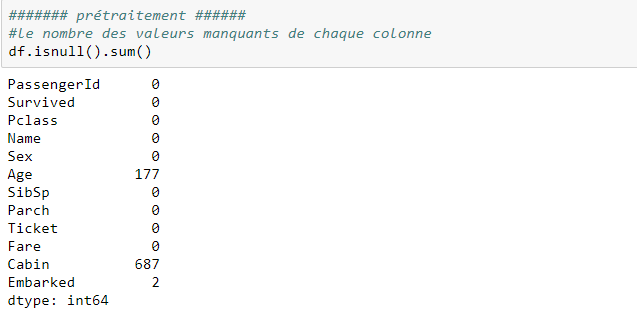 ####### prétraitement ######
#le nombre des valeurs manquants de chaque colonne
df.isnull().sum()
PassengerId 0
Survived 0
Pclass 0
Name 0
Sex 0
Age 177
SibSp 0
Parch 0
Ticket 0
Fare 0
Cabin 687
Embarked 2
dtype: int64